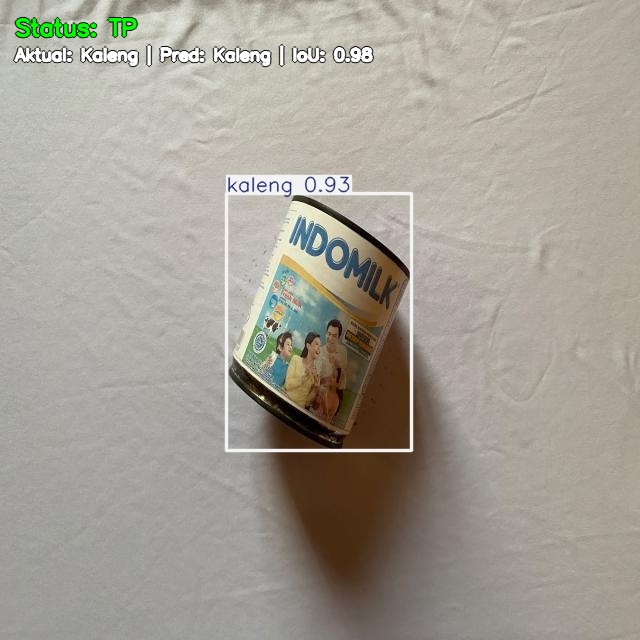 Status: TP
Aktual: Kaleng | Pred: Kaleng | IoU: 0.98
kaleng 0.93
INDOMILK